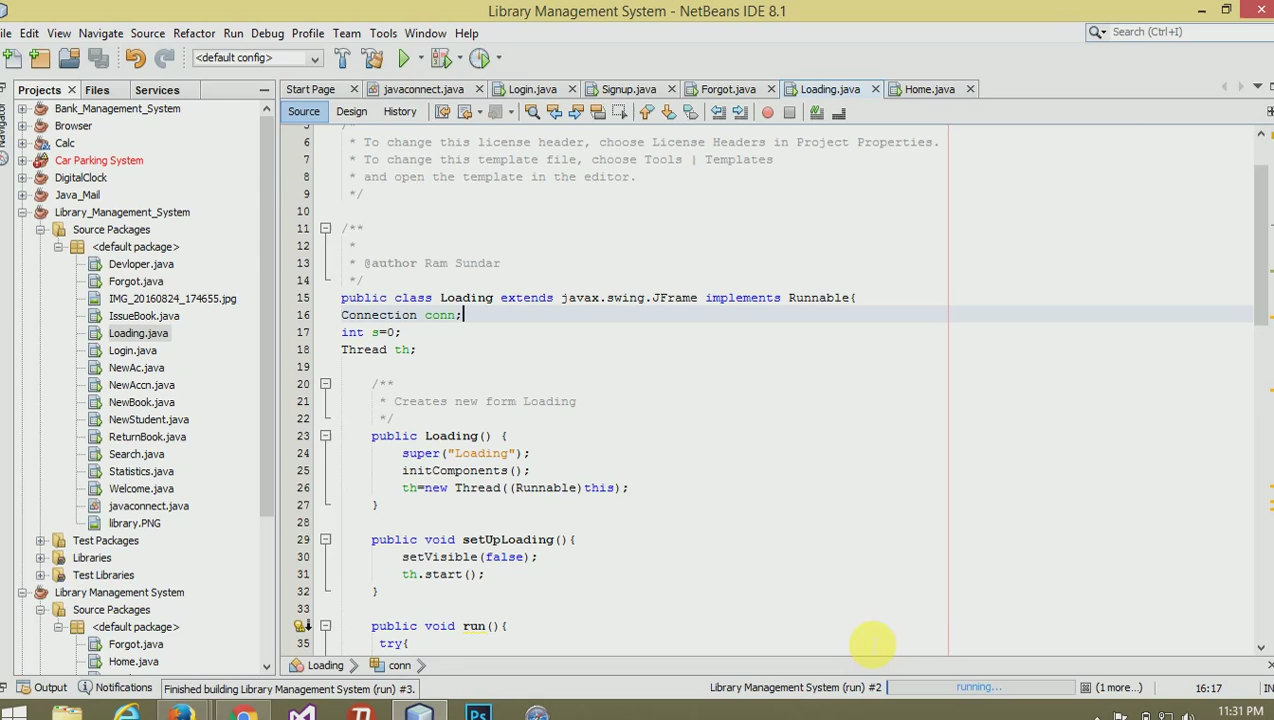 Library Management System - NetBeans IDE 8.1
ile Edit View Navigate Source Refactor Run Debug Profile Team Tools Window Help
Search (Ctrl+I)
<default config>
Projects Files Services
Start Page javaconnect.java Login.java Signup.java Forgot.java Loading.java Home.java
Source Design History
Navigator
Bank_Management_System
Browser
Calc
Car Parking System
DigitalClock
Java_Mail
Library_Management_System
Source Packages
<default package>
Devloper.java
Forgot.java
IMG_20160824_174655.jpg
IssueBook.java
Loading.java
Login.java
NewAc.java
NewAccn.java
NewBook.java
NewStudent.java
ReturnBook.java
Search.java
Statistics.java
Welcome.java
javaconnect.java
library.PNG
Test Packages
Libraries
Test Libraries
Library Management System
Source Packages
<default package>
Forgot.java
Home.java
5 /*
6 * To change this license header, choose License Headers in Project Properties.
7 * To change this template file, choose Tools | Templates
8 * and open the template in the editor.
9 */
10
11 /**
12 *
13 * @author Ram Sundar
14 */
15 public class Loading extends javax.swing.JFrame implements Runnable{
16 Connection conn;
17 int s=0;
18 Thread th;
19
20 /**
21 * Creates new form Loading
22 */
23 public Loading() {
24 super("Loading");
25 initComponents();
26 th=new Thread((Runnable)this);
27 }
28
29 public void setUpLoading(){
30 setVisible(false);
31 th.start();
32 }
33
public void run(){
35 try{
Loading conn
Output Notifications Finished building Library Management System (run) #3. Library Management System (run) #2 running... (1 more...) 16:17 IN
11:31 PM